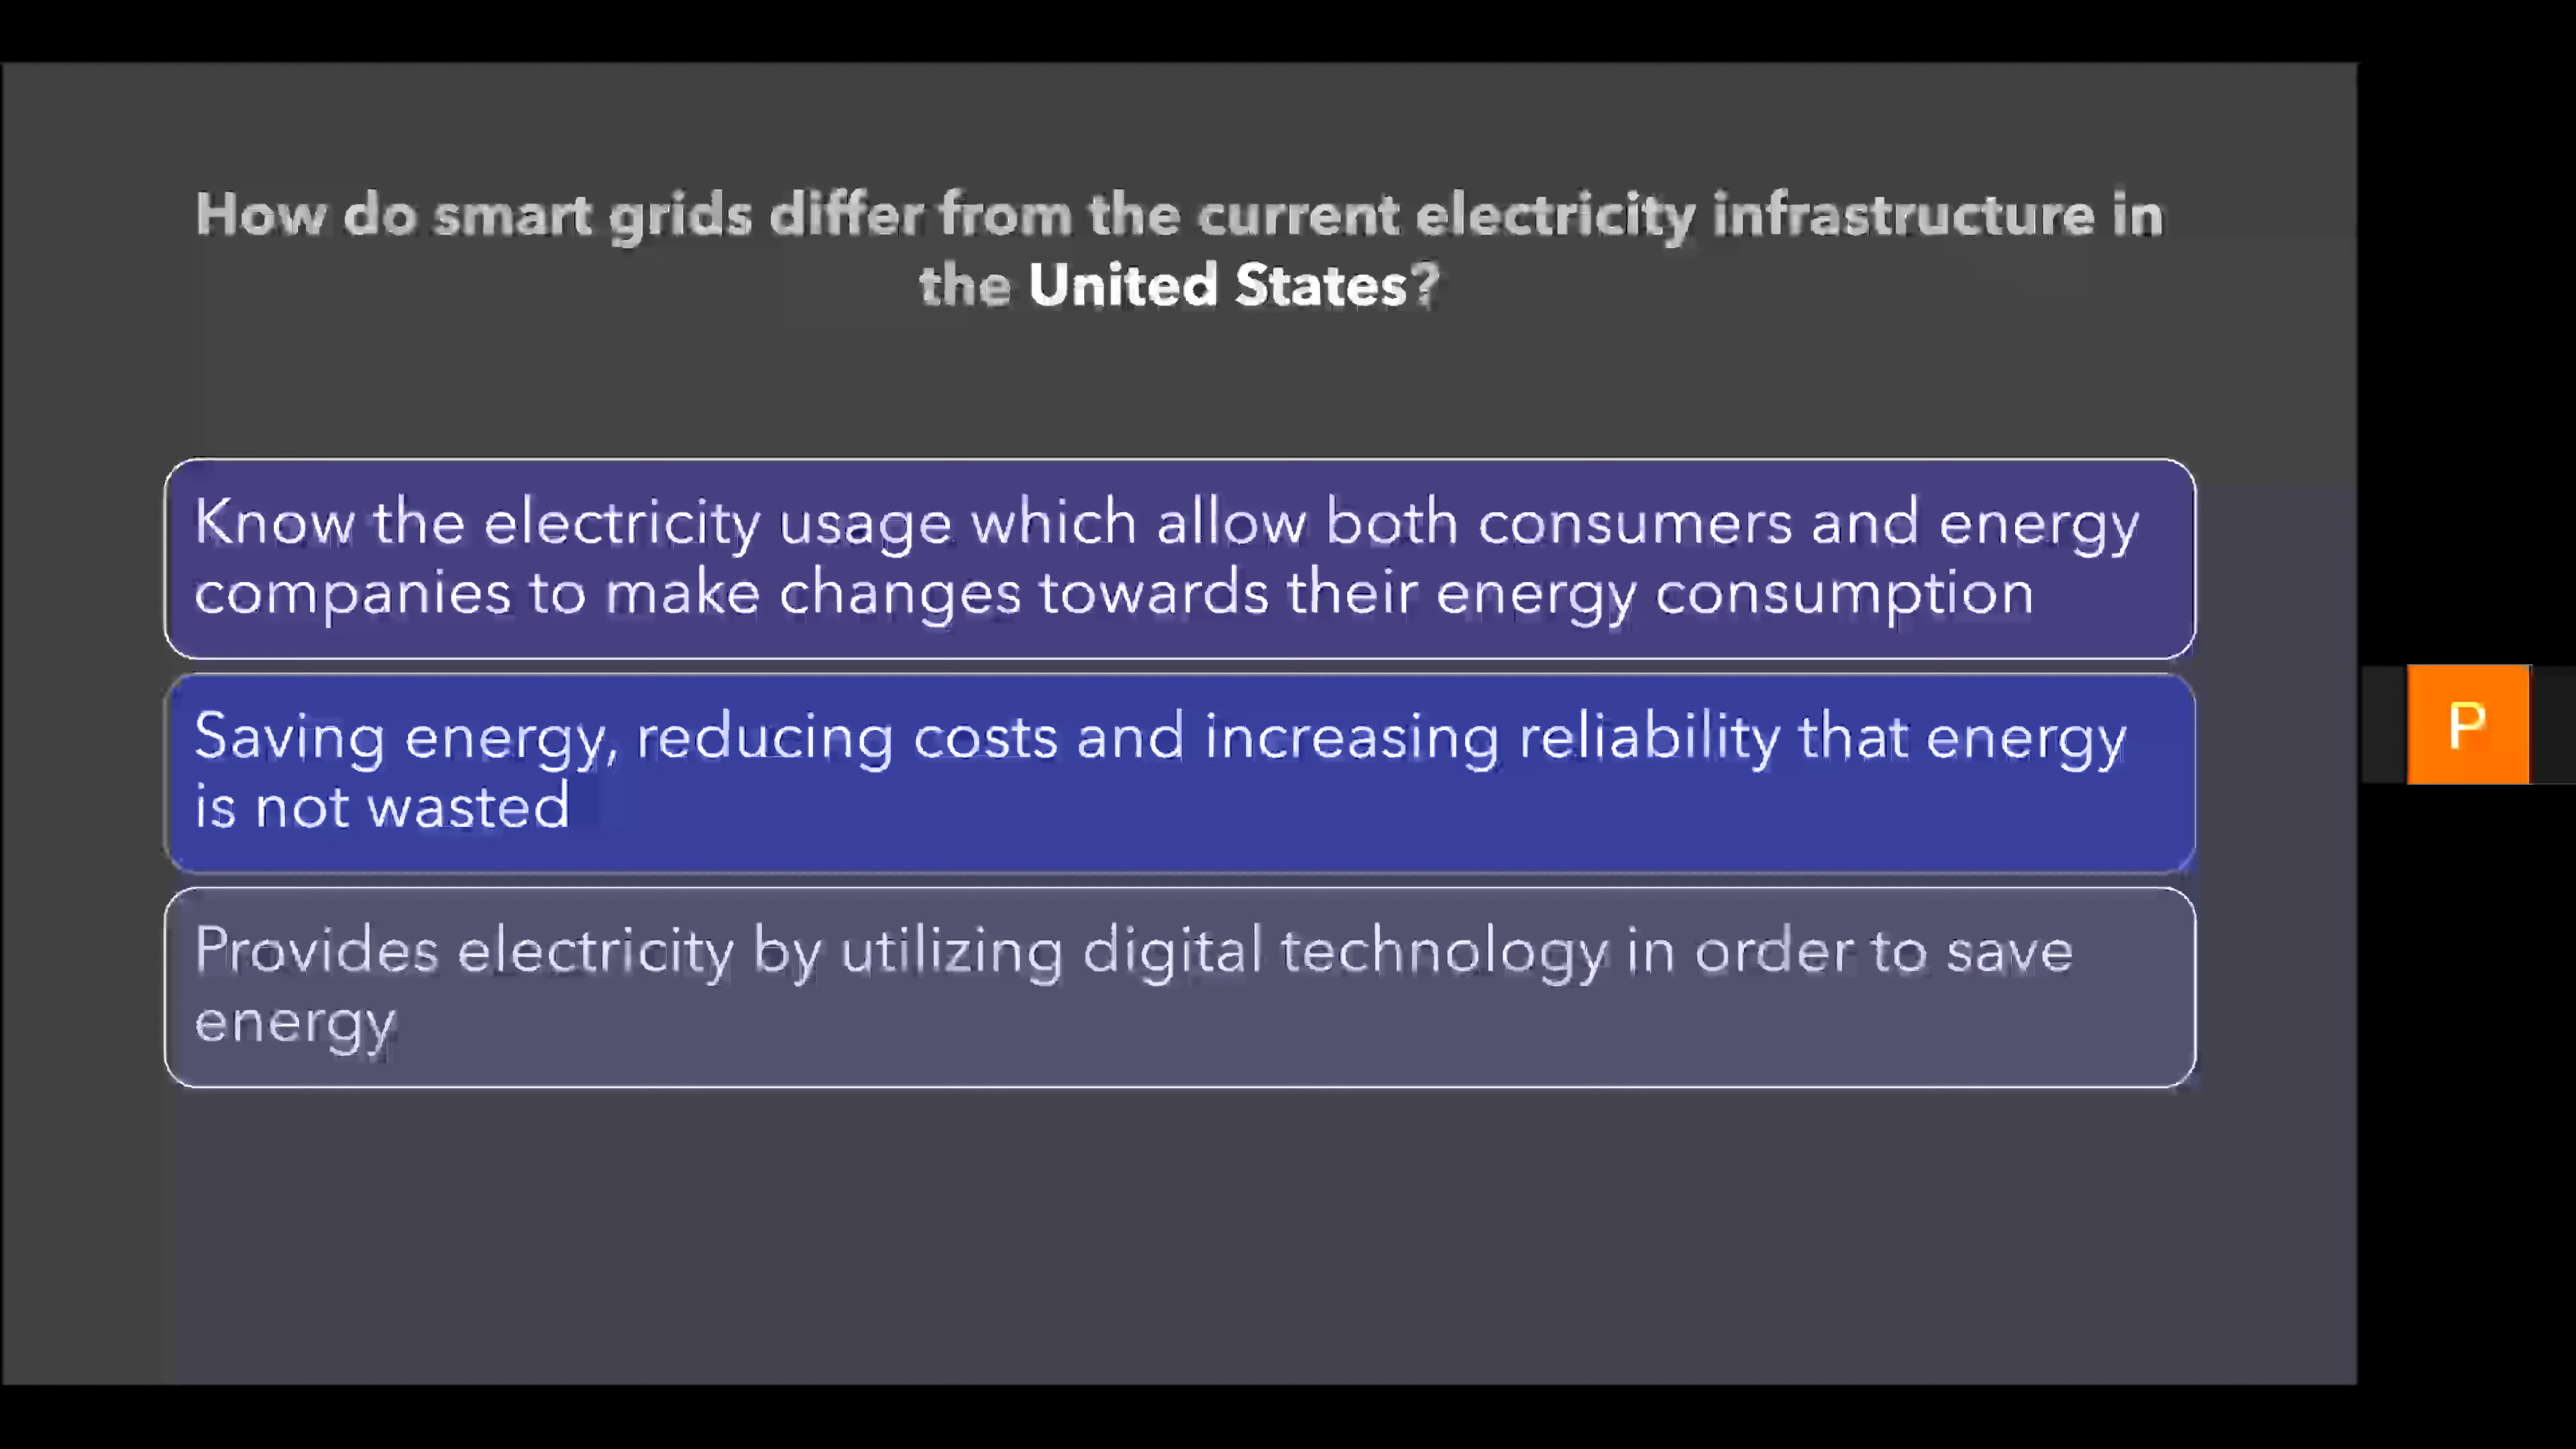 How do smart grids differ from the current electricity infrastructure in
the United States?
Know the electricity usage which allow both consumers and energy
companies to make changes towards their energy consumption
Saving energy, reducing costs and increasing reliability that energy
is not wasted
Provides electricity by utilizing digital technology in order to save
energy
P